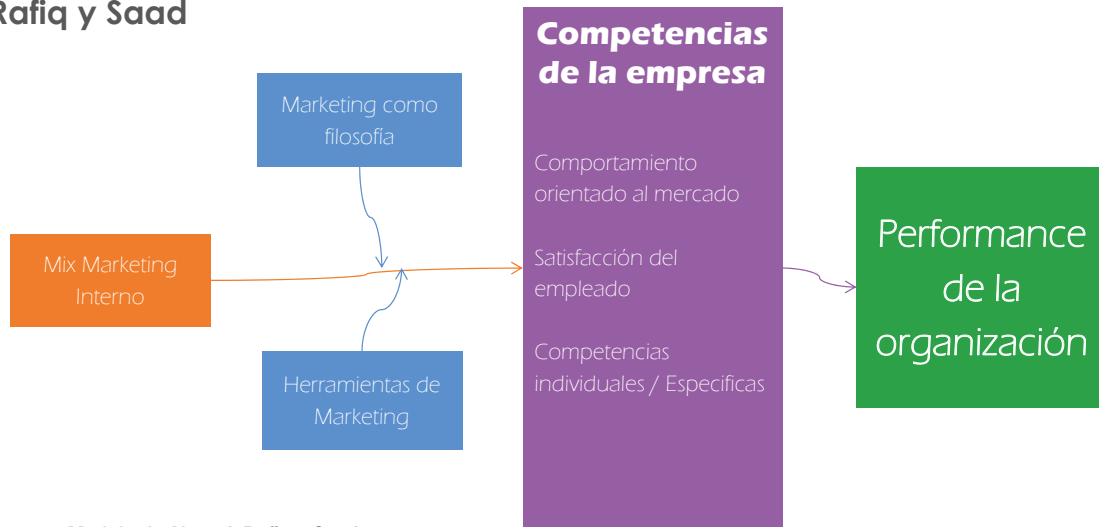 Rafiq y Saad
Competencias
de la empresa
Marketing como
filosofía
Comportamiento
orientado al mercado
Mix Marketing
Interno
Satisfacción del
empleado
Performance
de la
organización
Herramientas de
Marketing
Competencias
individuales / Especificas